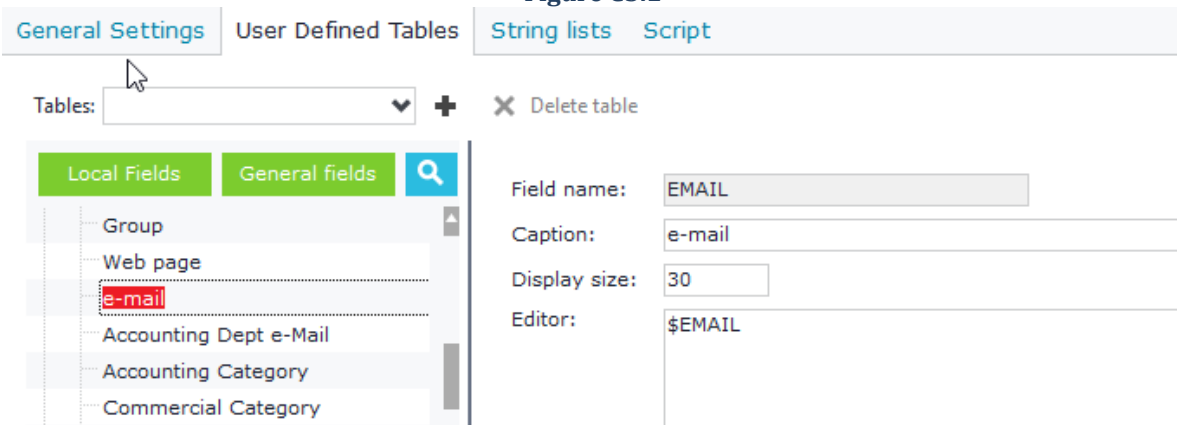 General Settings User Defined Tables String lists Script
Tables: Delete table
Local Fields General fields
Group
Web page
e-mail
Accounting Dept e-Mail
Accounting Category
Commercial Category
Field name: EMAIL
Caption: e-mail
Display size: 30
Editor: $EMAIL